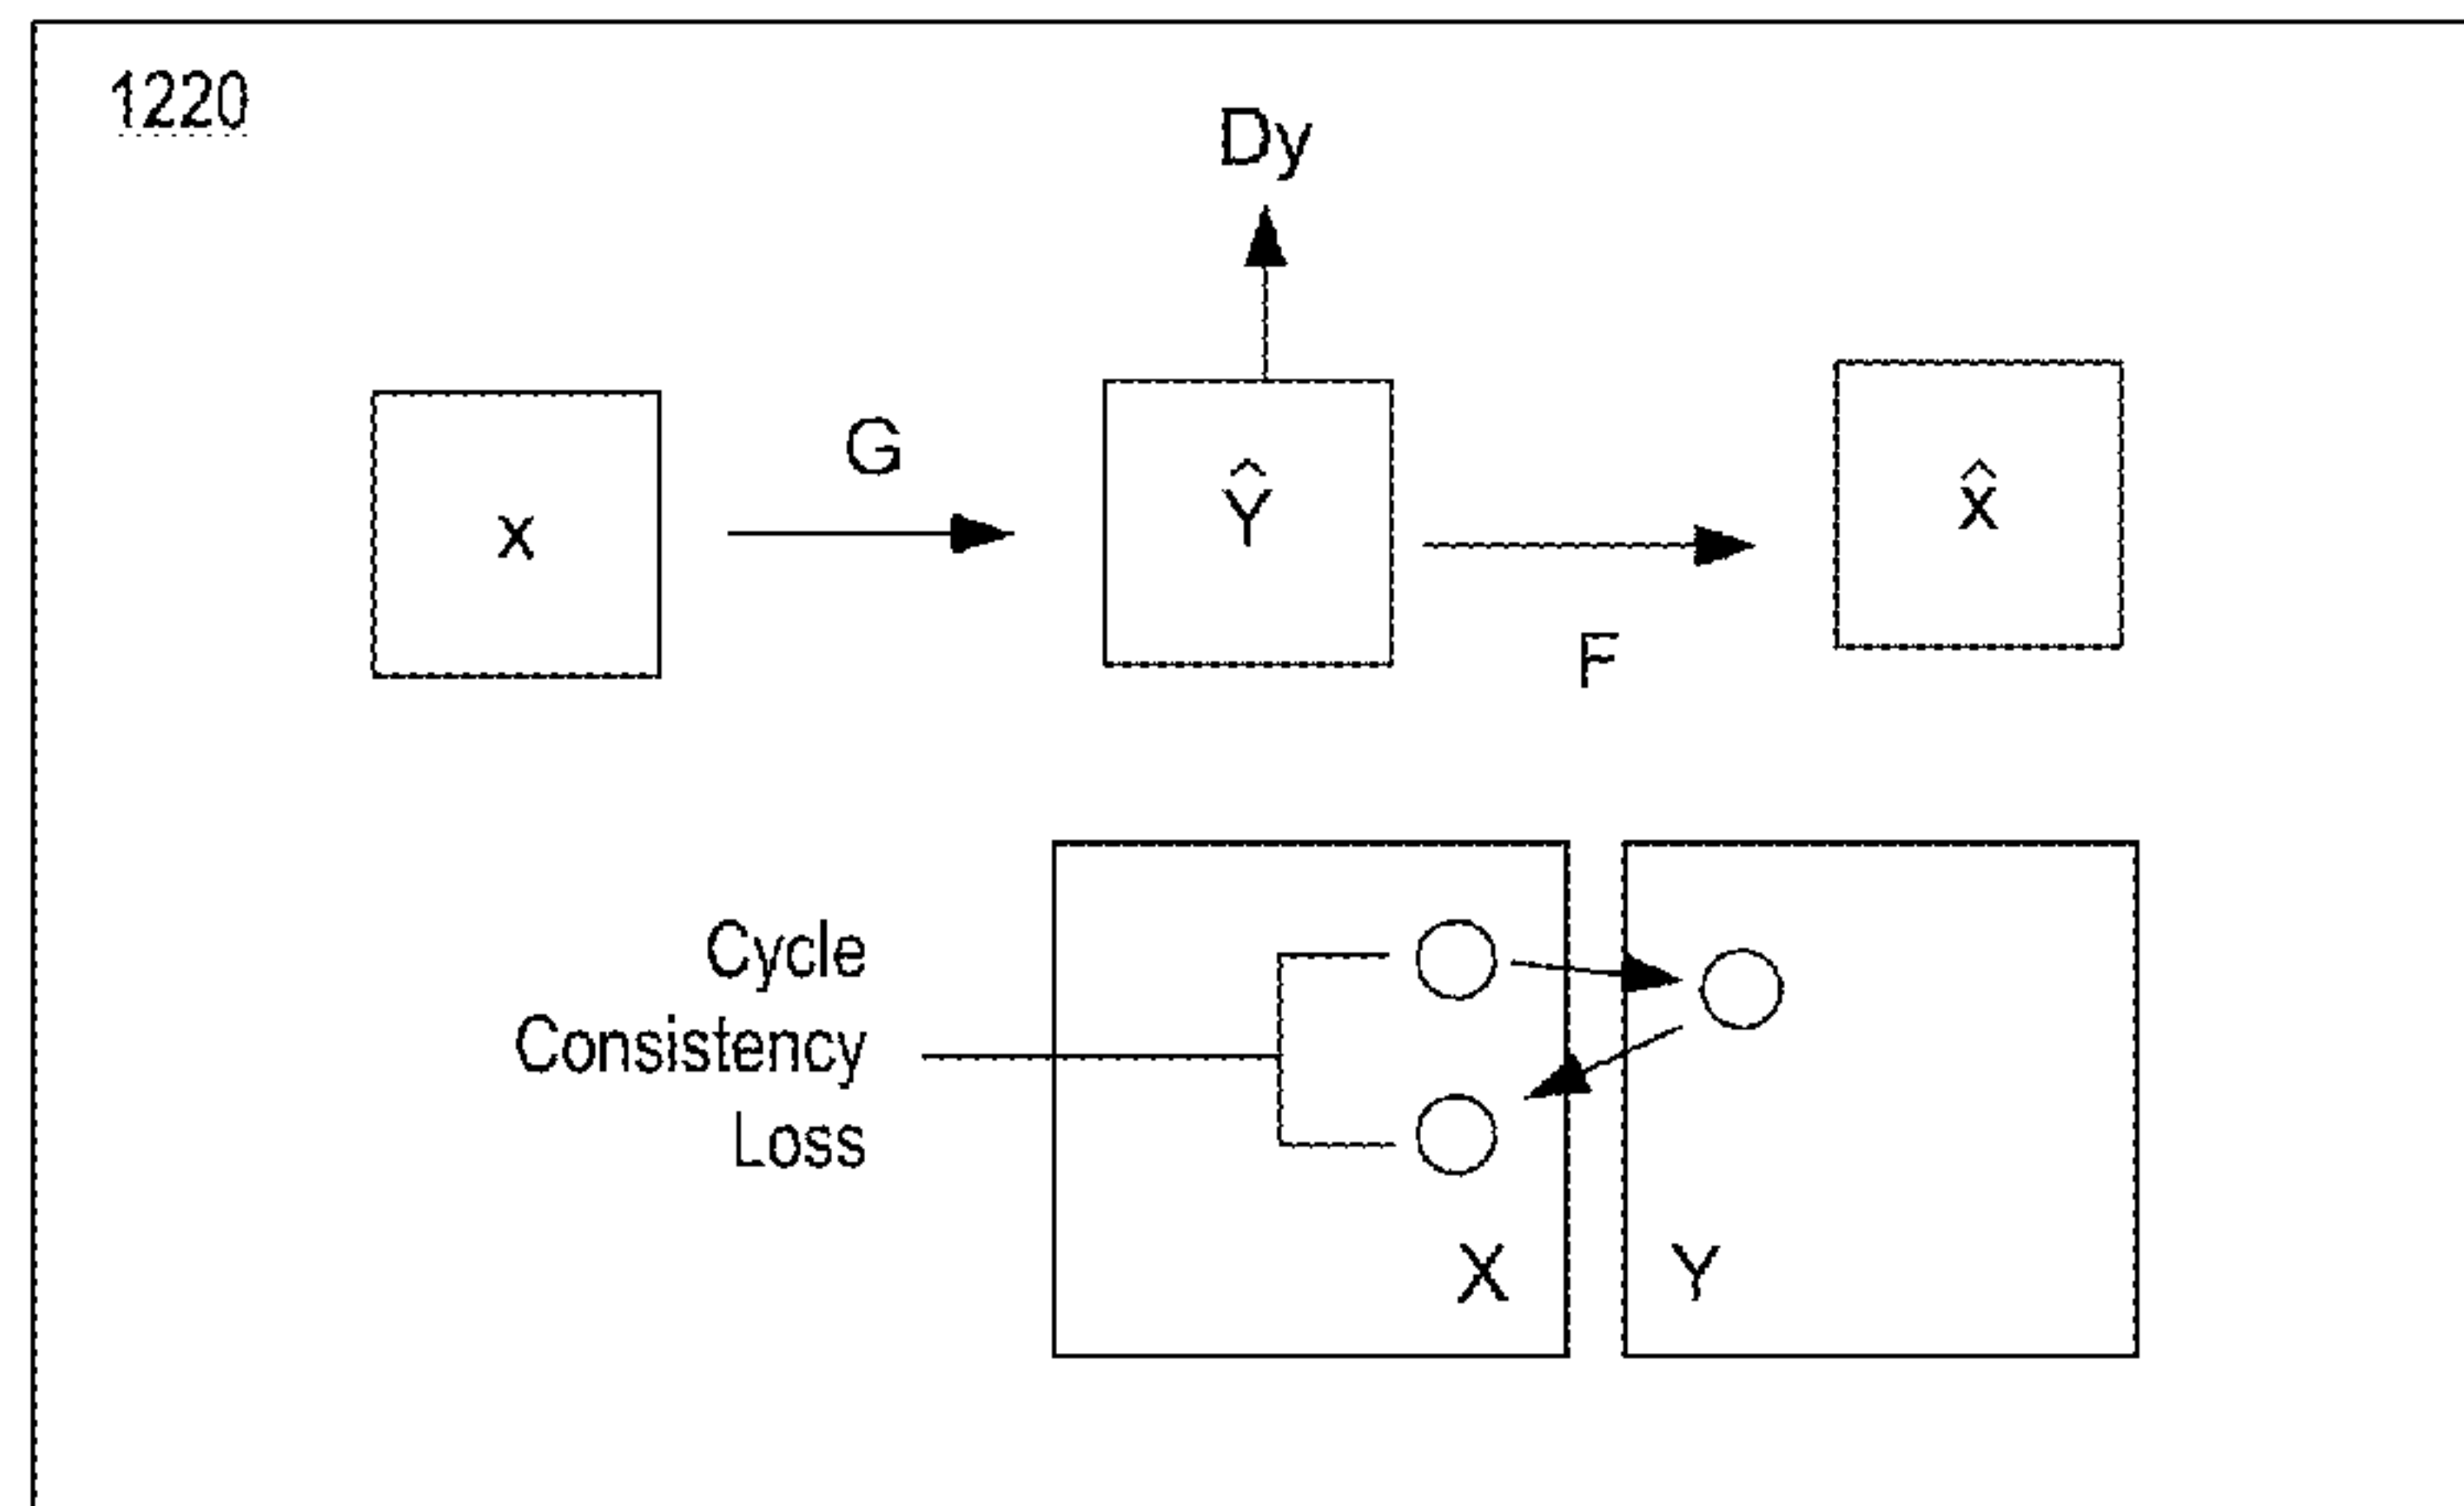 1220
Dy
G
x
Ŷ
x̂
F
Cycle
Consistency
Loss
X
Y